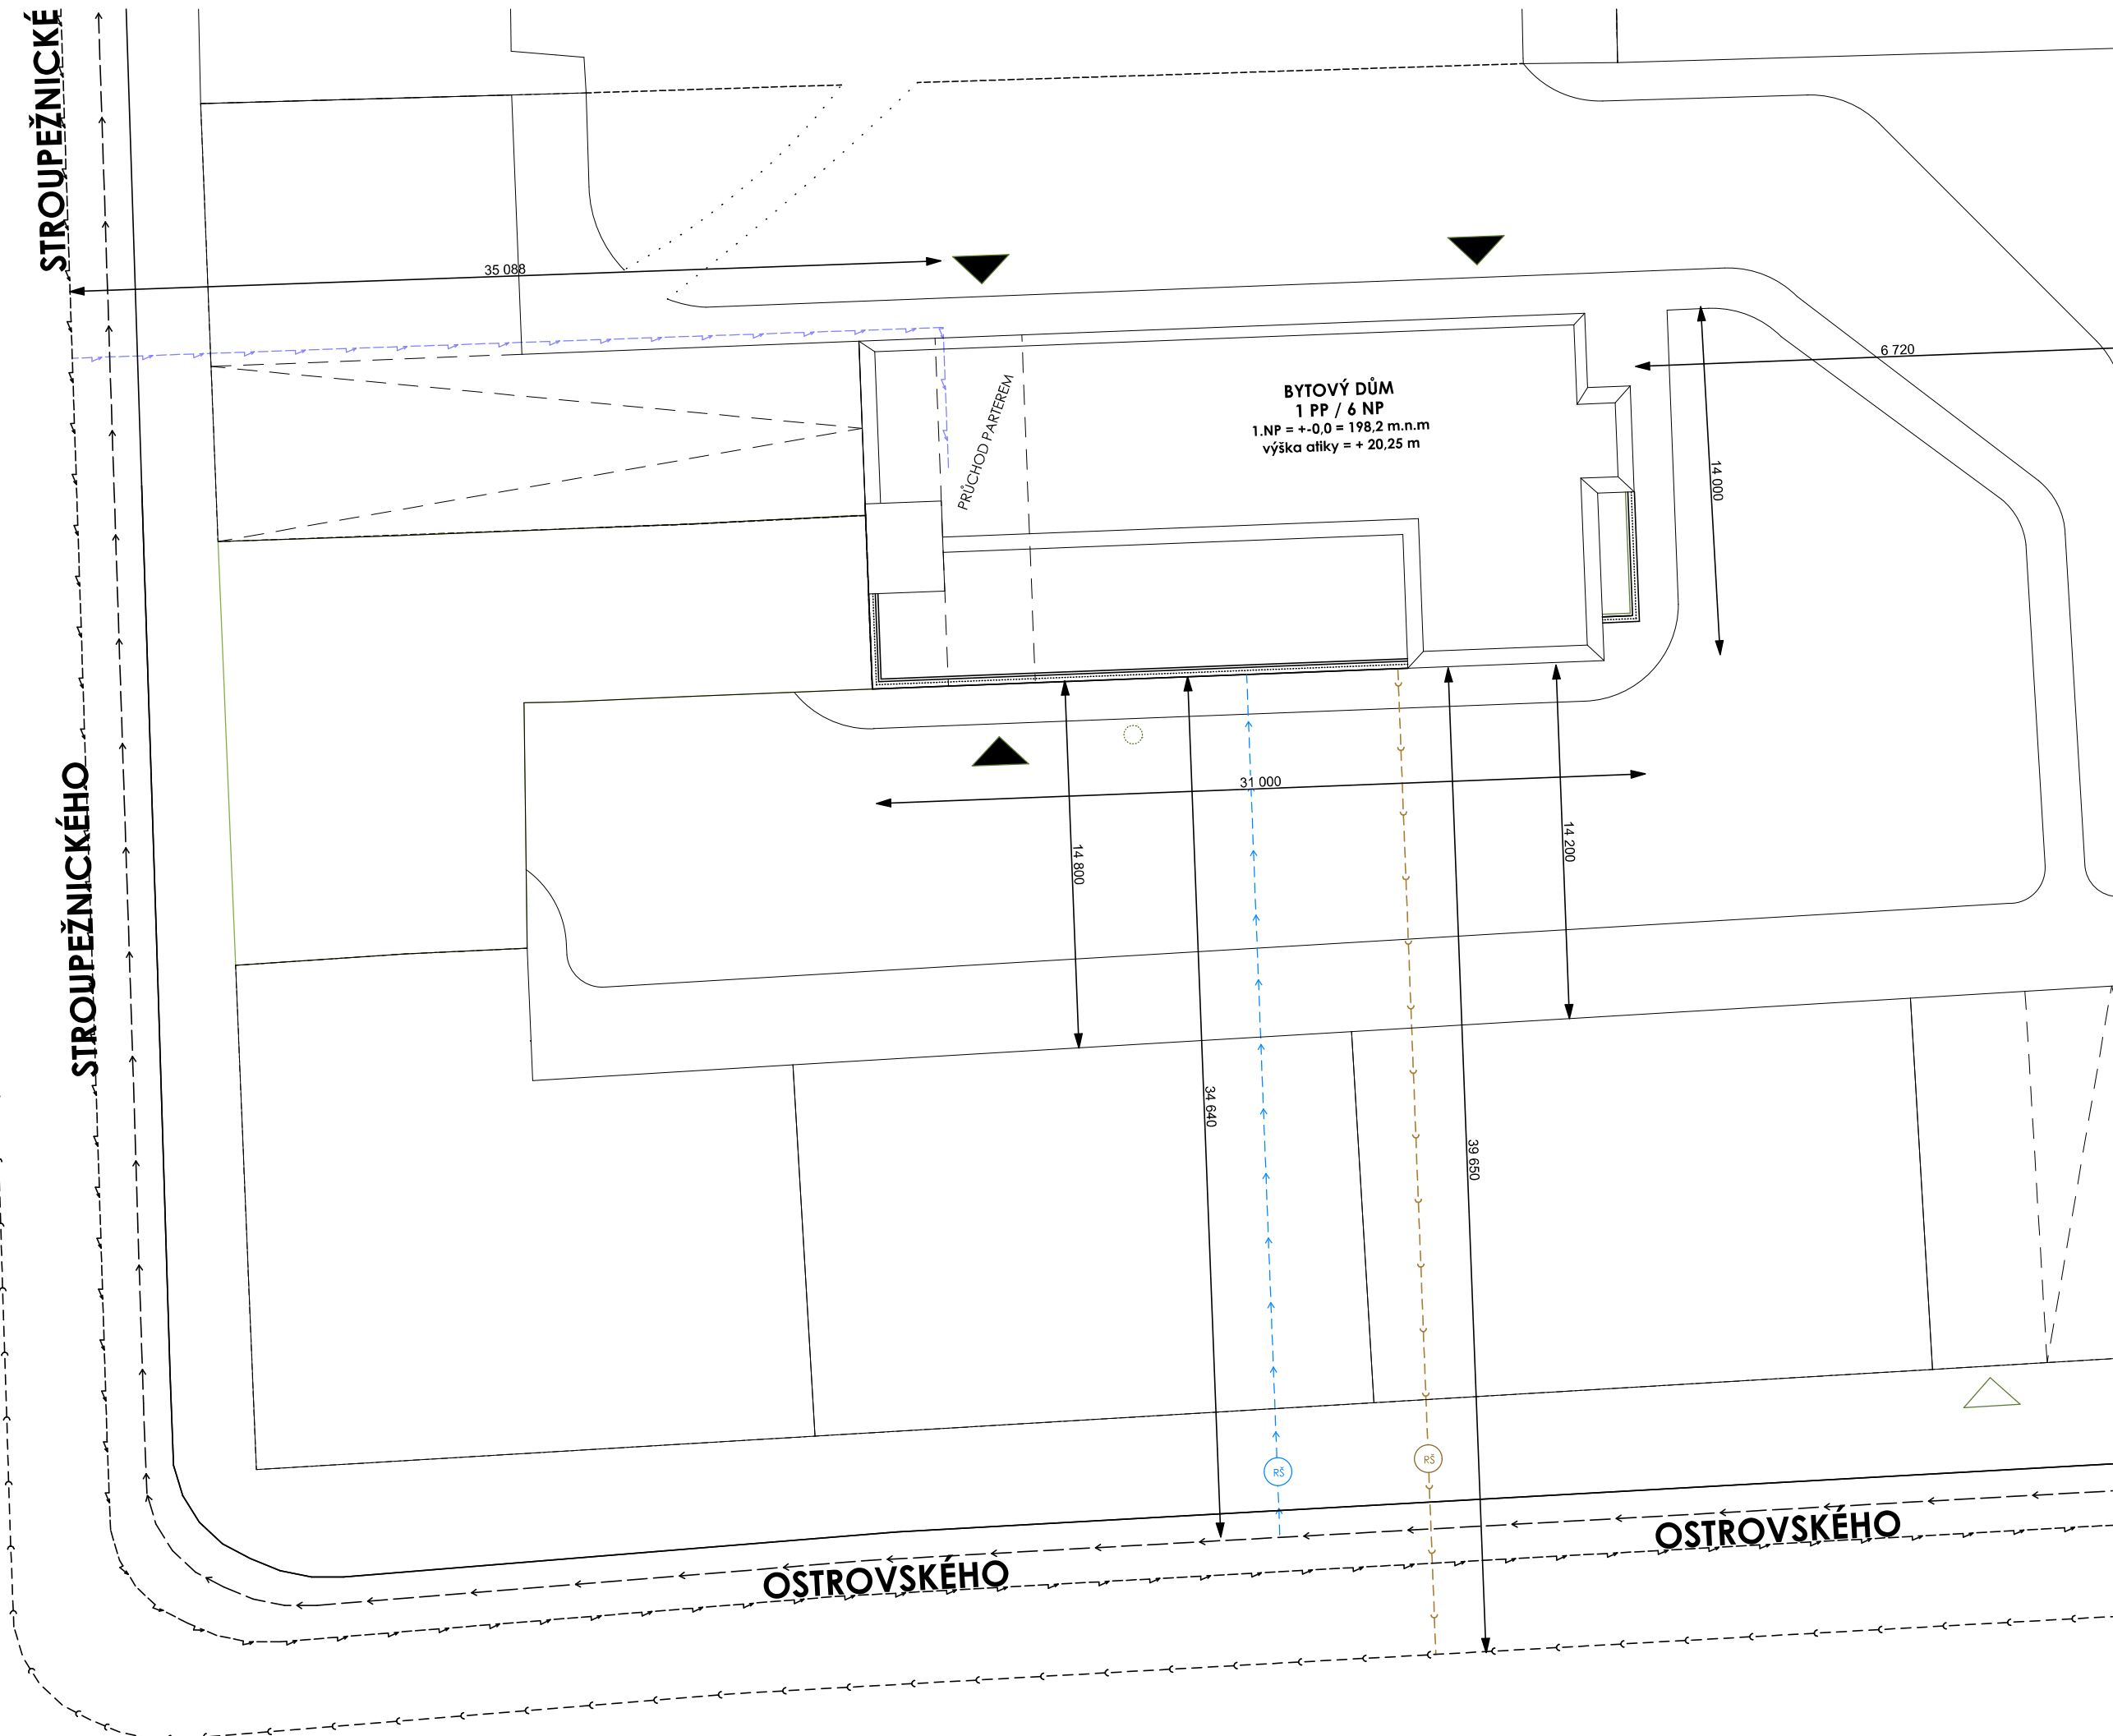 STROUPEŽNICKÉ
35 088
6 720
BYTOVÝ DŮM
1 PP / 6 NP
1.NP = +-0,0 = 198,2 m.n.m
výška atiky = + 20,25 m
PRŮCHOD PARTEREM
14 000
31 000
STROUPEŽNICKÉHO
14 800
14 200
34 640
39 650
RŠ
RŠ
OSTROVSKÉHO
OSTROVSKÉHO